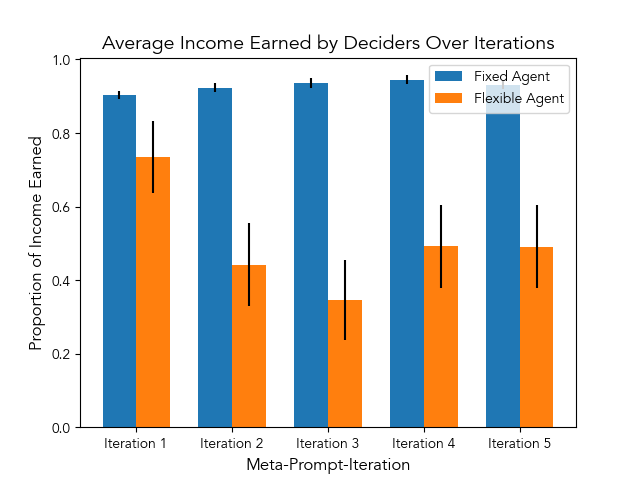 Average Income Earned by Deciders Over Iterations
1.0
0.8
0.6
0.4
0.2
0.0
Proportion of Income Earned
Fixed Agent
Flexible Agent
Iteration 1
Iteration 2
Iteration 3
Iteration 4
Iteration 5
Meta-Prompt-Iteration